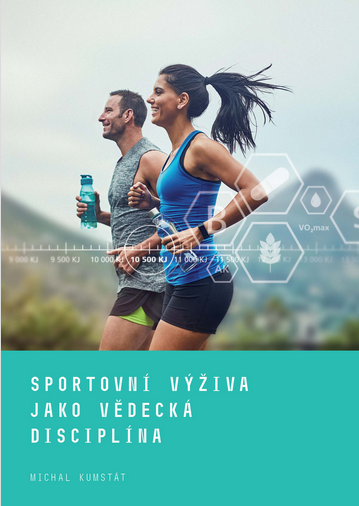 VO₂max
9 000 KJ 9 500 KJ 10 000 KJ 10 500 KJ 11 000 KJ 11 500 KJ
AK
SPORTOVNÍ VÝŽIVA
JAKO VĚDECKÁ
DISCIPLÍNA
MICHAL KUMSTÁT